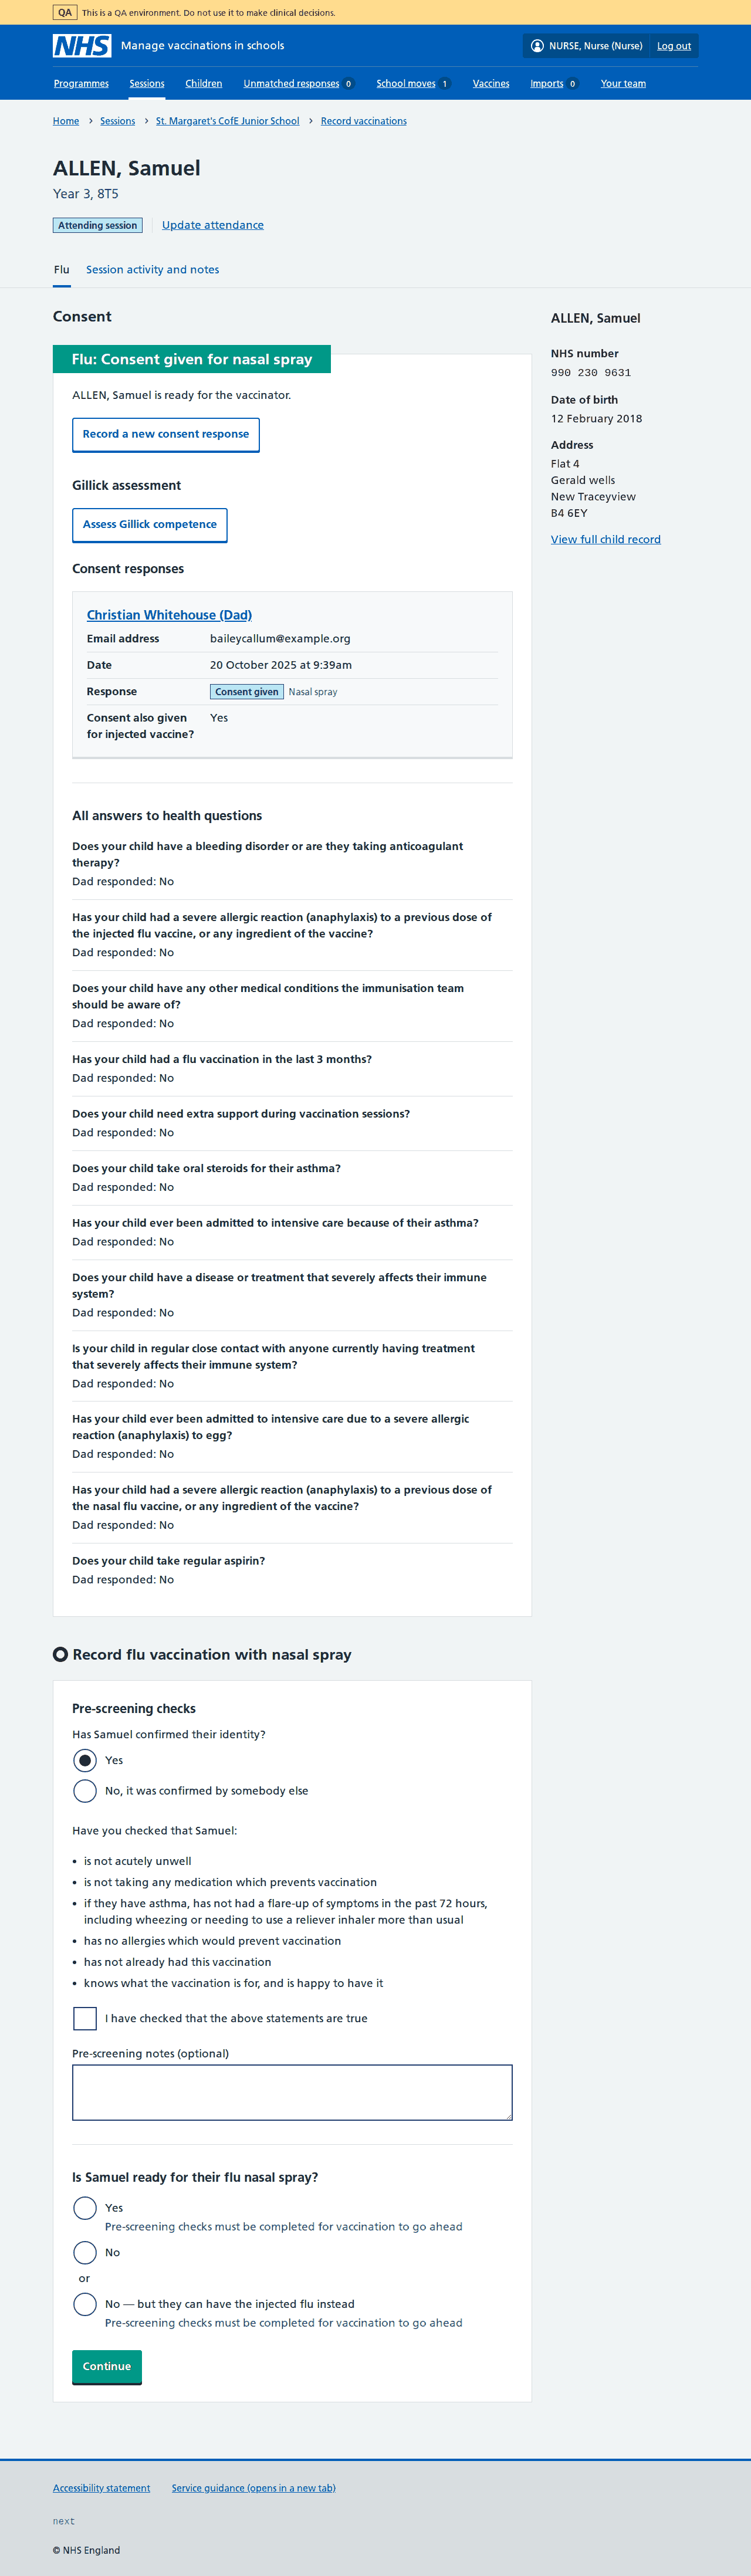 QA This is a QA environment. Do not use it to make clinical decisions.
NHS Manage vaccinations in schools NURSE, Nurse (Nurse) Log out
Programmes Sessions Children Unmatched responses 0 School moves 1 Vaccines Imports 0 Your team
Home › Sessions › St. Margaret's CofE Junior School › Record vaccinations
ALLEN, Samuel
Year 3, 8T5
Attending session Update attendance
Flu Session activity and notes
Consent
Flu: Consent given for nasal spray
ALLEN, Samuel is ready for the vaccinator.
Record a new consent response
Gillick assessment
Assess Gillick competence
Consent responses
Christian Whitehouse (Dad)
Email address baileycallum@example.org
Date 20 October 2025 at 9:39am
Response Consent given Nasal spray
Consent also given Yes
for injected vaccine?
All answers to health questions
Does your child have a bleeding disorder or are they taking anticoagulant
therapy?
Dad responded: No
Has your child had a severe allergic reaction (anaphylaxis) to a previous dose of
the injected flu vaccine, or any ingredient of the vaccine?
Dad responded: No
Does your child have any other medical conditions the immunisation team
should be aware of?
Dad responded: No
Has your child had a flu vaccination in the last 3 months?
Dad responded: No
Does your child need extra support during vaccination sessions?
Dad responded: No
Does your child take oral steroids for their asthma?
Dad responded: No
Has your child ever been admitted to intensive care because of their asthma?
Dad responded: No
Does your child have a disease or treatment that severely affects their immune
system?
Dad responded: No
Is your child in regular close contact with anyone currently having treatment
that severely affects their immune system?
Dad responded: No
Has your child ever been admitted to intensive care due to a severe allergic
reaction (anaphylaxis) to egg?
Dad responded: No
Has your child had a severe allergic reaction (anaphylaxis) to a previous dose of
the nasal flu vaccine, or any ingredient of the vaccine?
Dad responded: No
Does your child take regular aspirin?
Dad responded: No
ALLEN, Samuel
NHS number
990 230 9631
Date of birth
12 February 2018
Address
Flat 4
Gerald wells
New Traceyview
B4 6EY
View full child record
Record flu vaccination with nasal spray
Pre-screening checks
Has Samuel confirmed their identity?
Yes
No, it was confirmed by somebody else
Have you checked that Samuel:
• is not acutely unwell
• is not taking any medication which prevents vaccination
• if they have asthma, has not had a flare-up of symptoms in the past 72 hours,
including wheezing or needing to use a reliever inhaler more than usual
• has no allergies which would prevent vaccination
• has not already had this vaccination
• knows what the vaccination is for, and is happy to have it
I have checked that the above statements are true
Pre-screening notes (optional)
Is Samuel ready for their flu nasal spray?
Yes
Pre-screening checks must be completed for vaccination to go ahead
No
or
No — but they can have the injected flu instead
Pre-screening checks must be completed for vaccination to go ahead
Continue
Accessibility statement Service guidance (opens in a new tab)
next
© NHS England